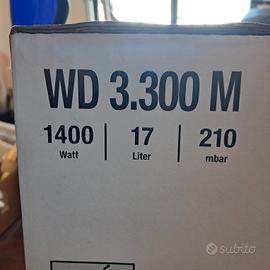 WD 3.300 M
1400 | 17 | 210
Watt Liter mbar
subito